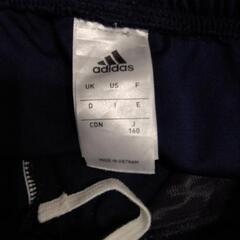 adidas
UK US F
D I E
CDN J
160
MADE IN VIETNAM